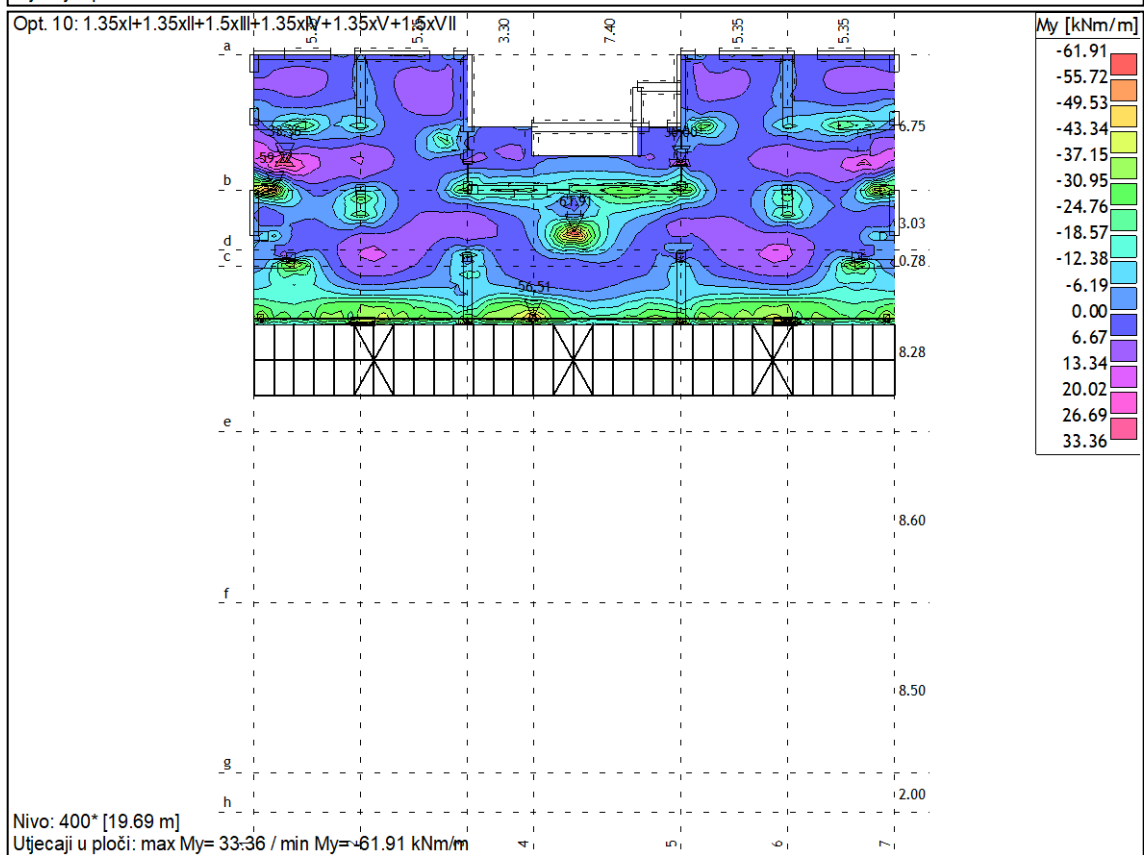 Opt. 10: 1.35xI+1.35xII+1.5xIII+1.35xIV+1.35xV+1.5xVII
3.30
7.40
5.35
5.35
My [kNm/m]
-61.91
-55.72
-49.53
-43.34
-37.15
-30.95
-24.76
-18.57
-12.38
-6.19
0.00
6.67
13.34
20.02
26.69
33.36
a
6.75
-59.22
b
-61.91
3.03
d
c
0.78
-56.51
8.28
e
8.60
f
8.50
g
2.00
h
4
5
6
7
Nivo: 400* [19.69 m]
Utjecaji u ploči: max My= 33.36 / min My= -61.91 kNm/m